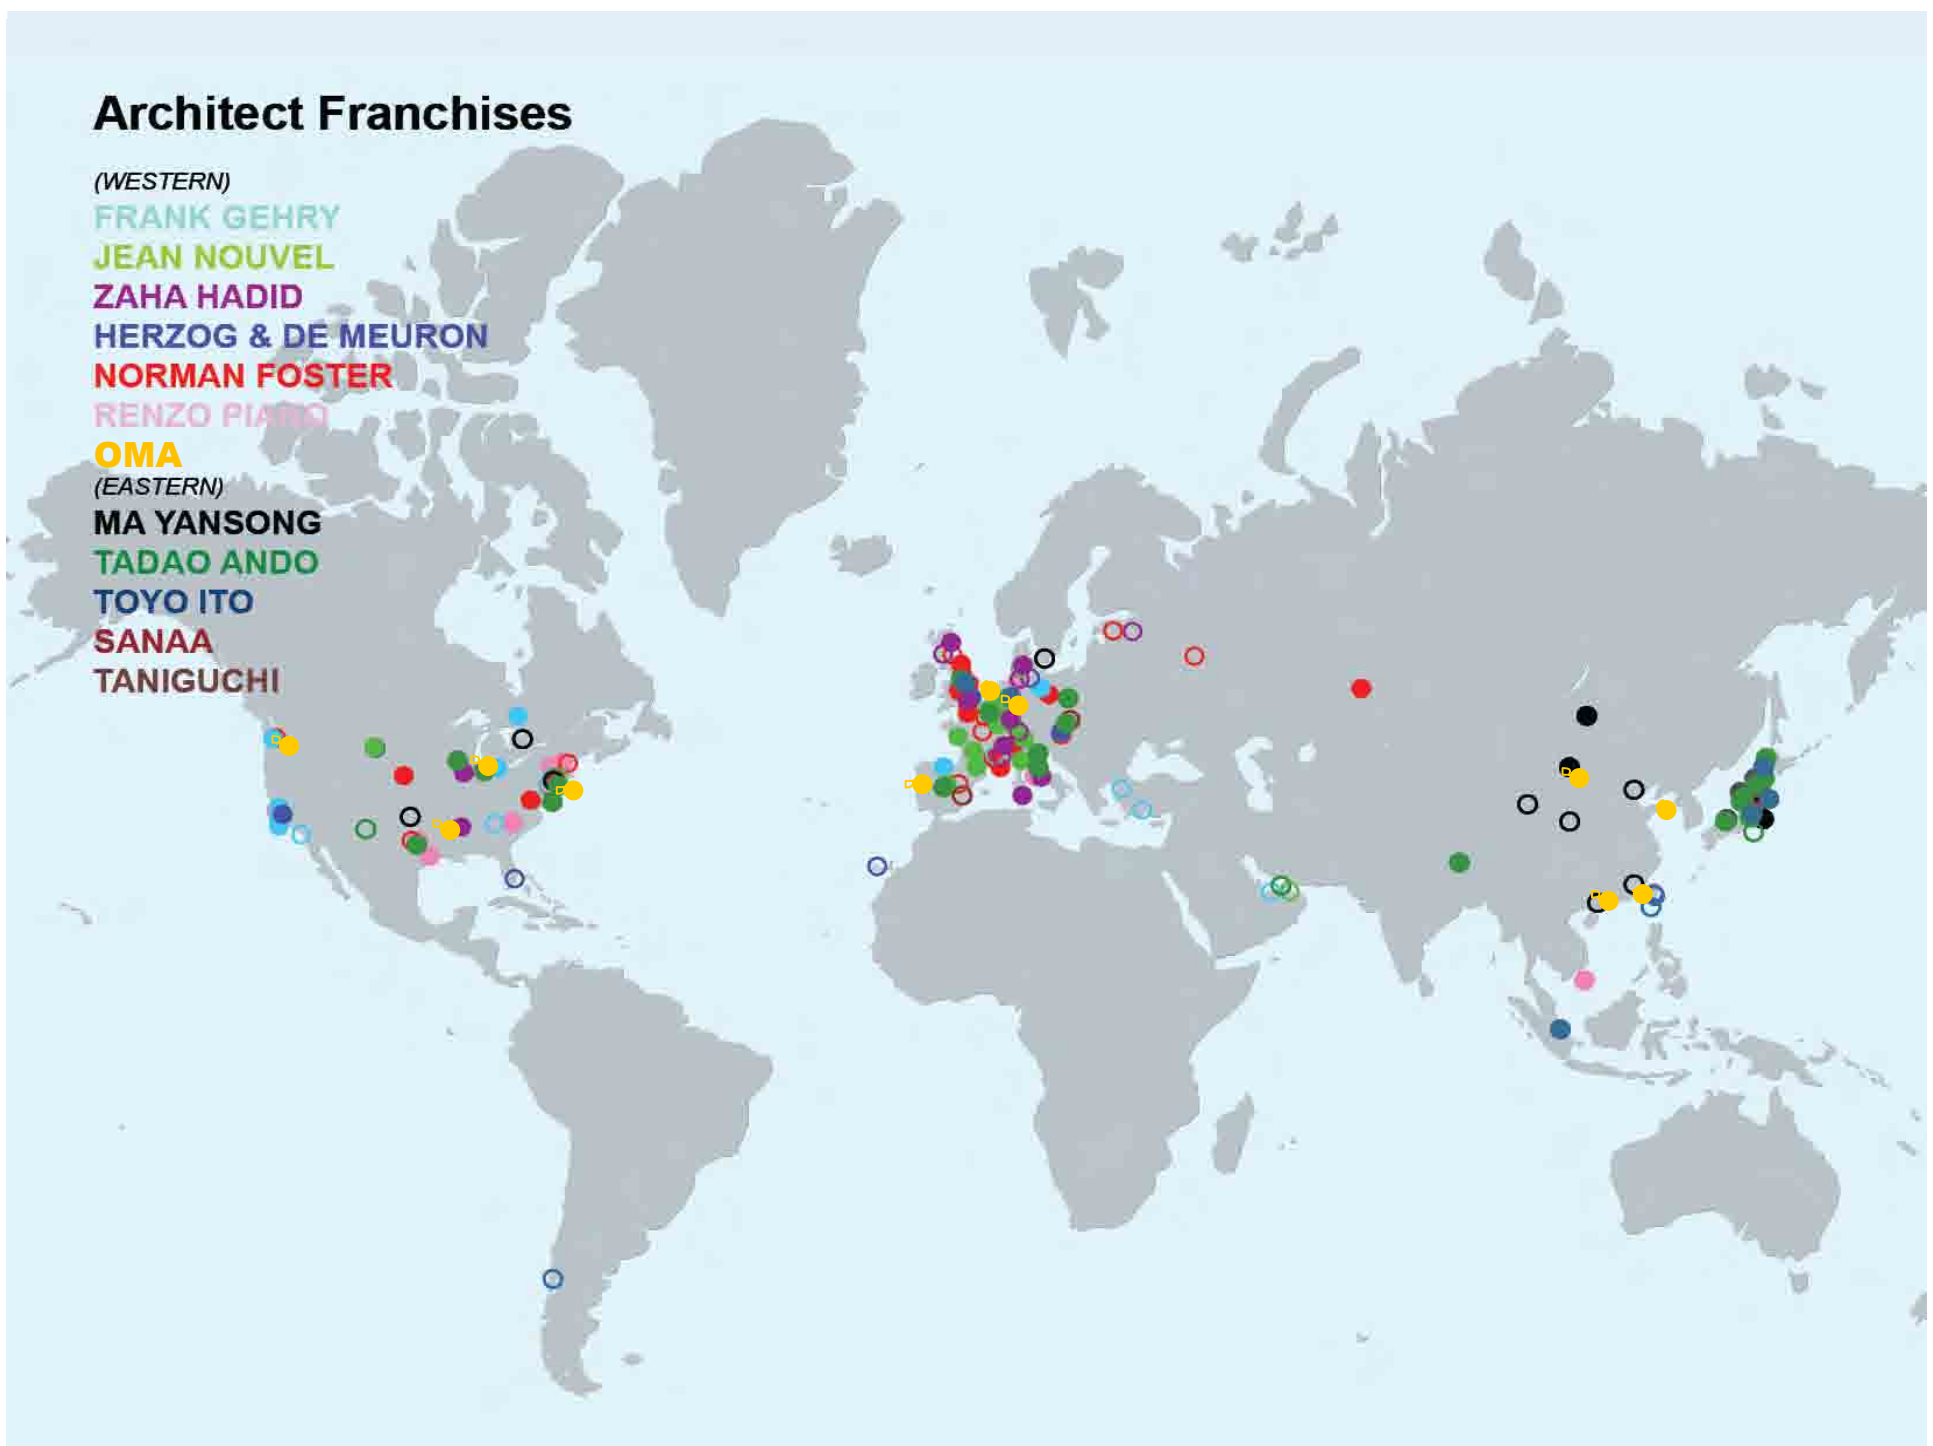 Architect Franchises
(WESTERN)
FRANK GEHRY
JEAN NOUVEL
ZAHA HADID
HERZOG & DE MEURON
NORMAN FOSTER
RENZO PIANO
OMA
(EASTERN)
MA YANSONG
TADAO ANDO
TOYO ITO
SANAA
TANIGUCHI